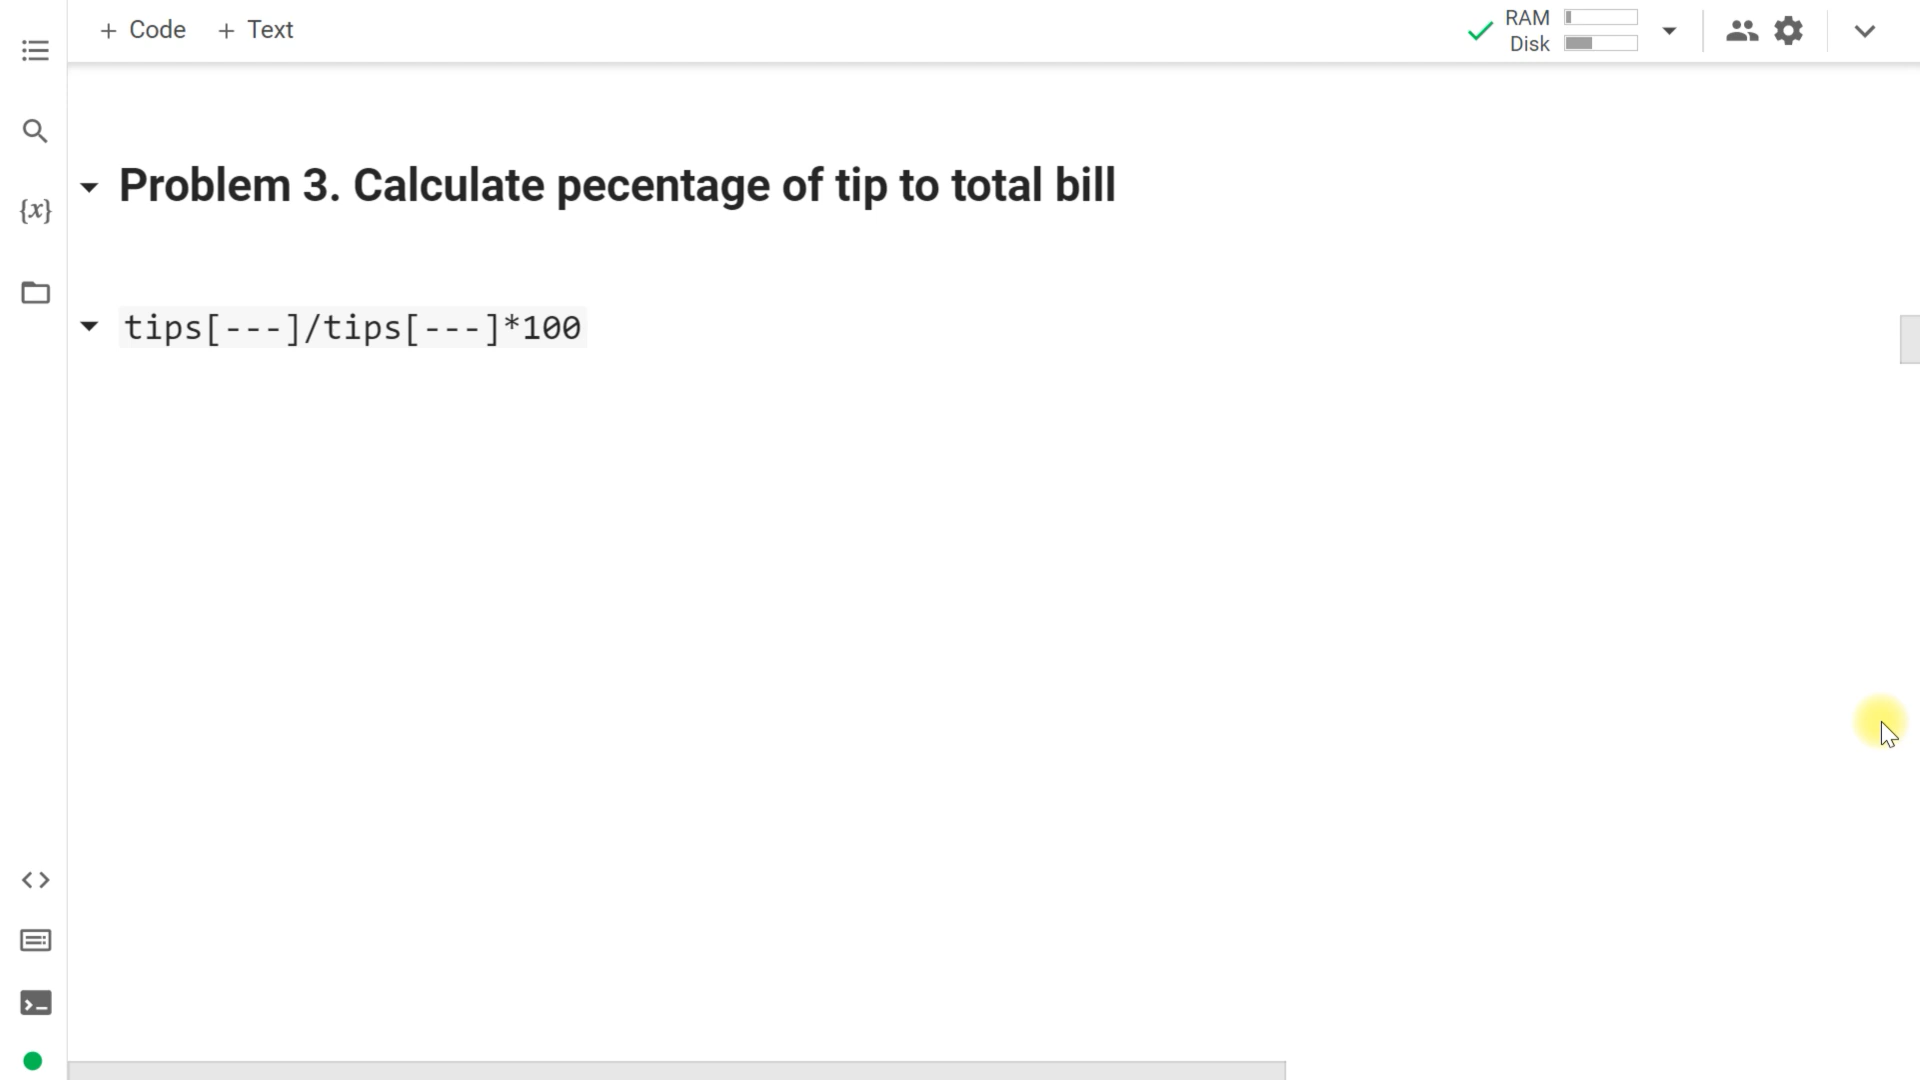 + Code + Text
RAM
Disk
{x}
Problem 3. Calculate pecentage of tip to total bill
tips[---]/tips[---]*100